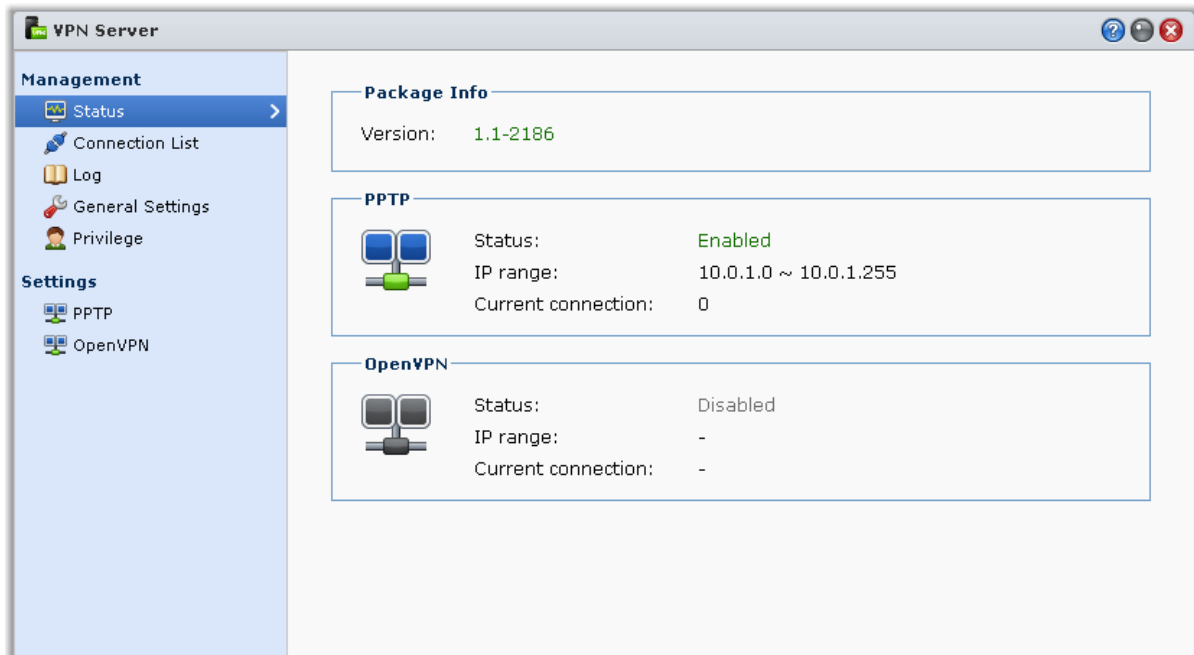 VPN Server
Management
Status
Connection List
Log
General Settings
Privilege
Settings
PPTP
OpenVPN
Package Info
Version: 1.1-2186
PPTP
Status: Enabled
IP range: 10.0.1.0 ~ 10.0.1.255
Current connection: 0
OpenVPN
Status: Disabled
IP range: -
Current connection: -